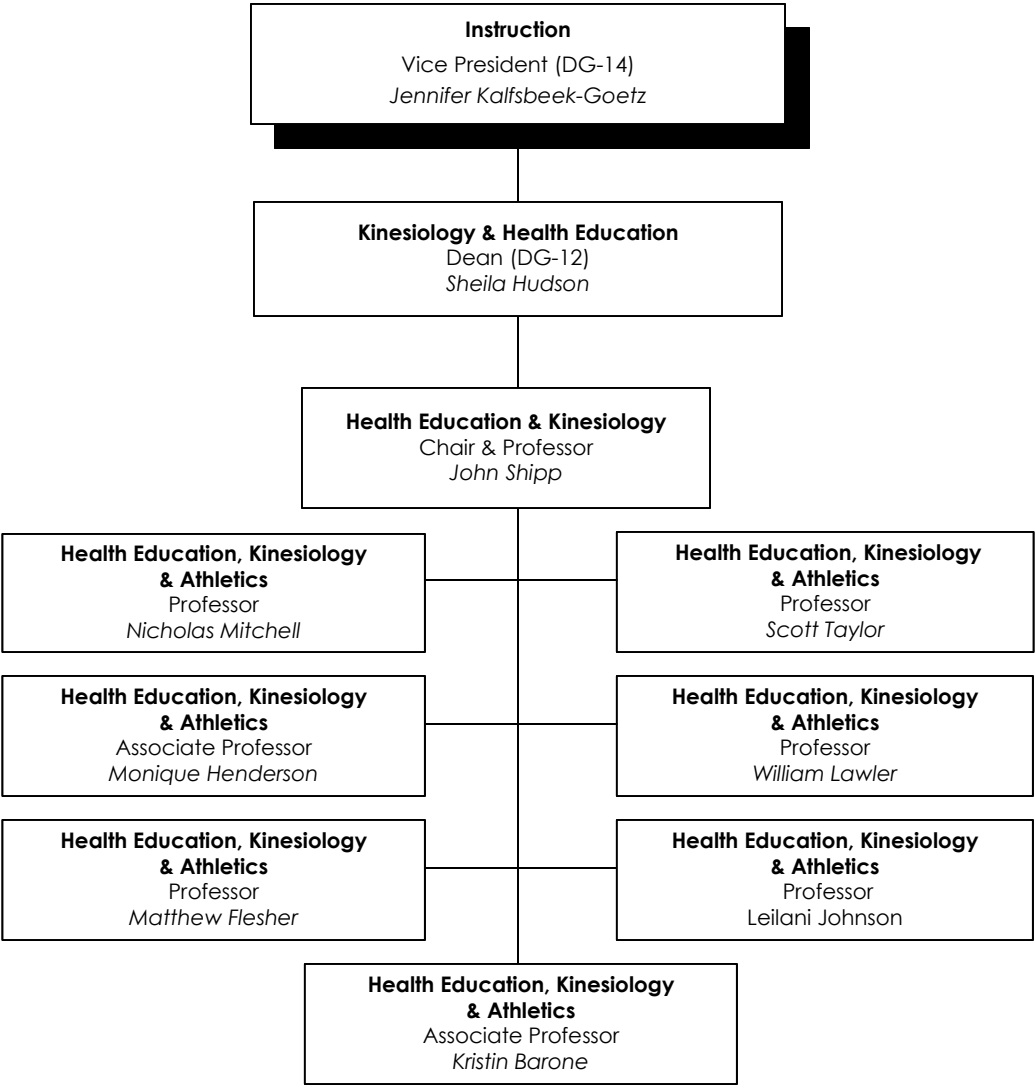 Instruction
Vice President (DG-14)
Jennifer Kalfsbeek-Goetz
Kinesiology & Health Education
Dean (DG-12)
Sheila Hudson
Health Education & Kinesiology
Chair & Professor
John Shipp
Health Education, Kinesiology
& Athletics
Professor
Nicholas Mitchell
Health Education, Kinesiology
& Athletics
Professor
Scott Taylor
Health Education, Kinesiology
& Athletics
Associate Professor
Monique Henderson
Health Education, Kinesiology
& Athletics
Professor
William Lawler
Health Education, Kinesiology
& Athletics
Professor
Matthew Flesher
Health Education, Kinesiology
& Athletics
Professor
Leilani Johnson
Health Education, Kinesiology
& Athletics
Associate Professor
Kristin Barone